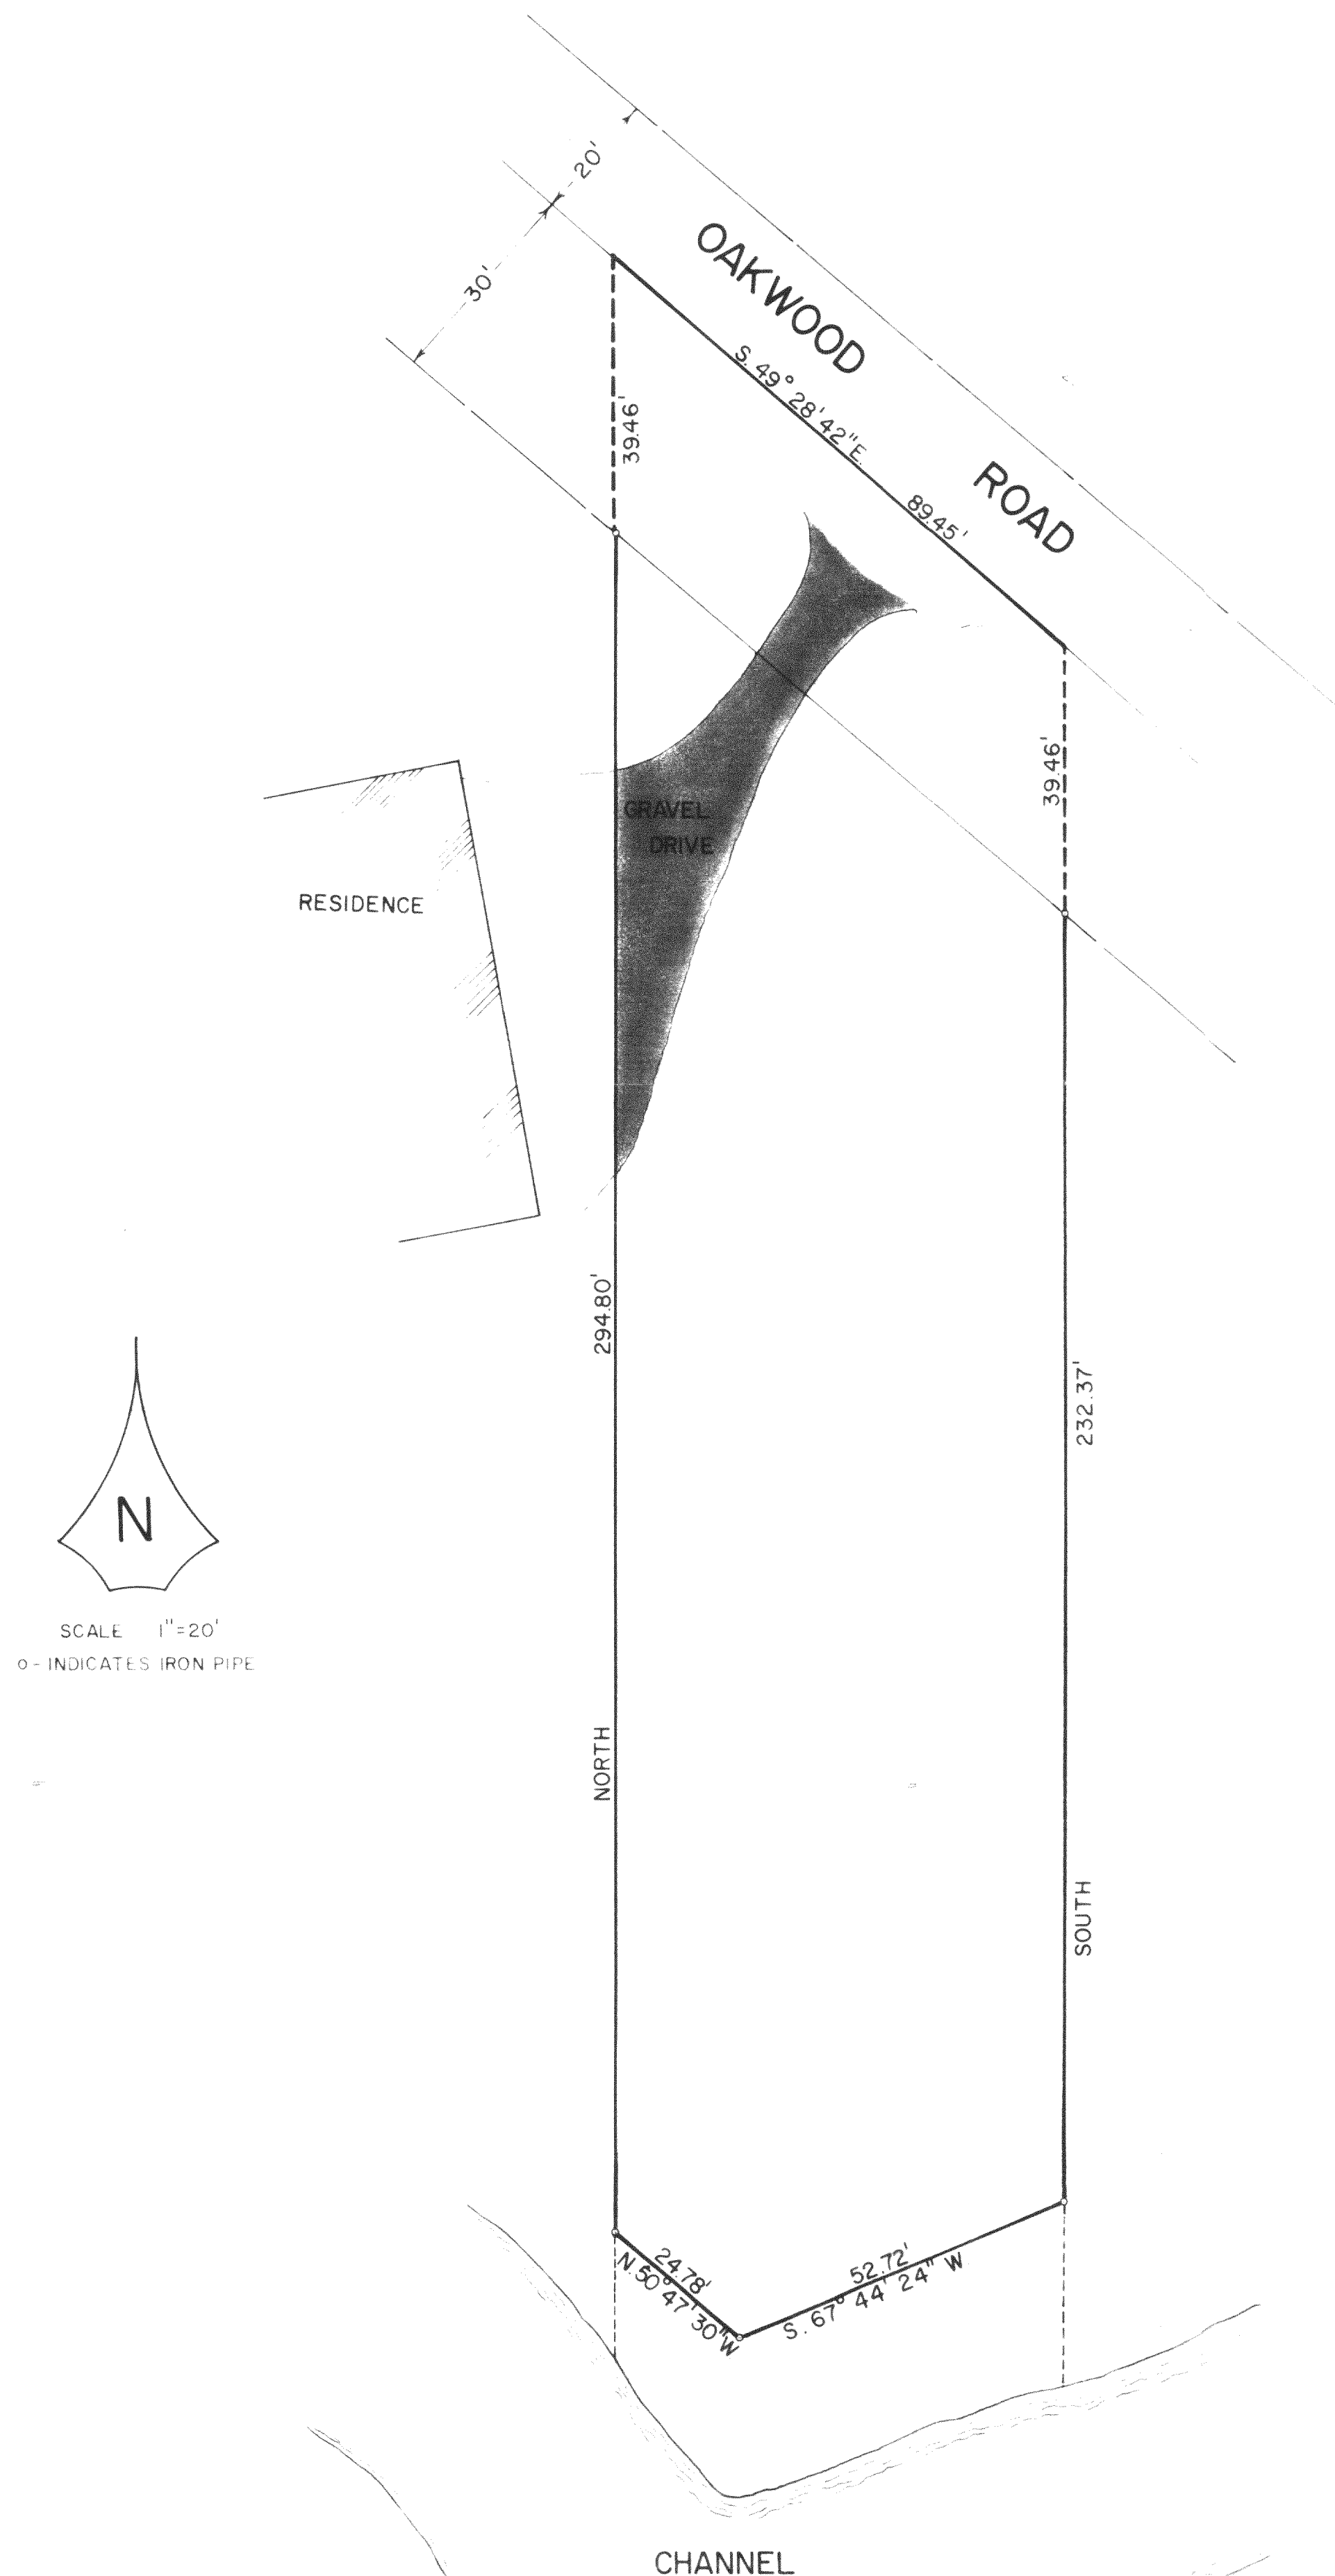 20'
30'
OAKWOOD ROAD
S. 49° 28' 42" E.
89.45'
39.46'
39.46'
GRAVEL
DRIVE
RESIDENCE
294.80'
232.37'
N
SCALE 1"=20'
o - INDICATES IRON PIPE
NORTH
SOUTH
24.78'
N. 50° 47' 30" W
52.72'
S. 67° 44' 24" W
CHANNEL